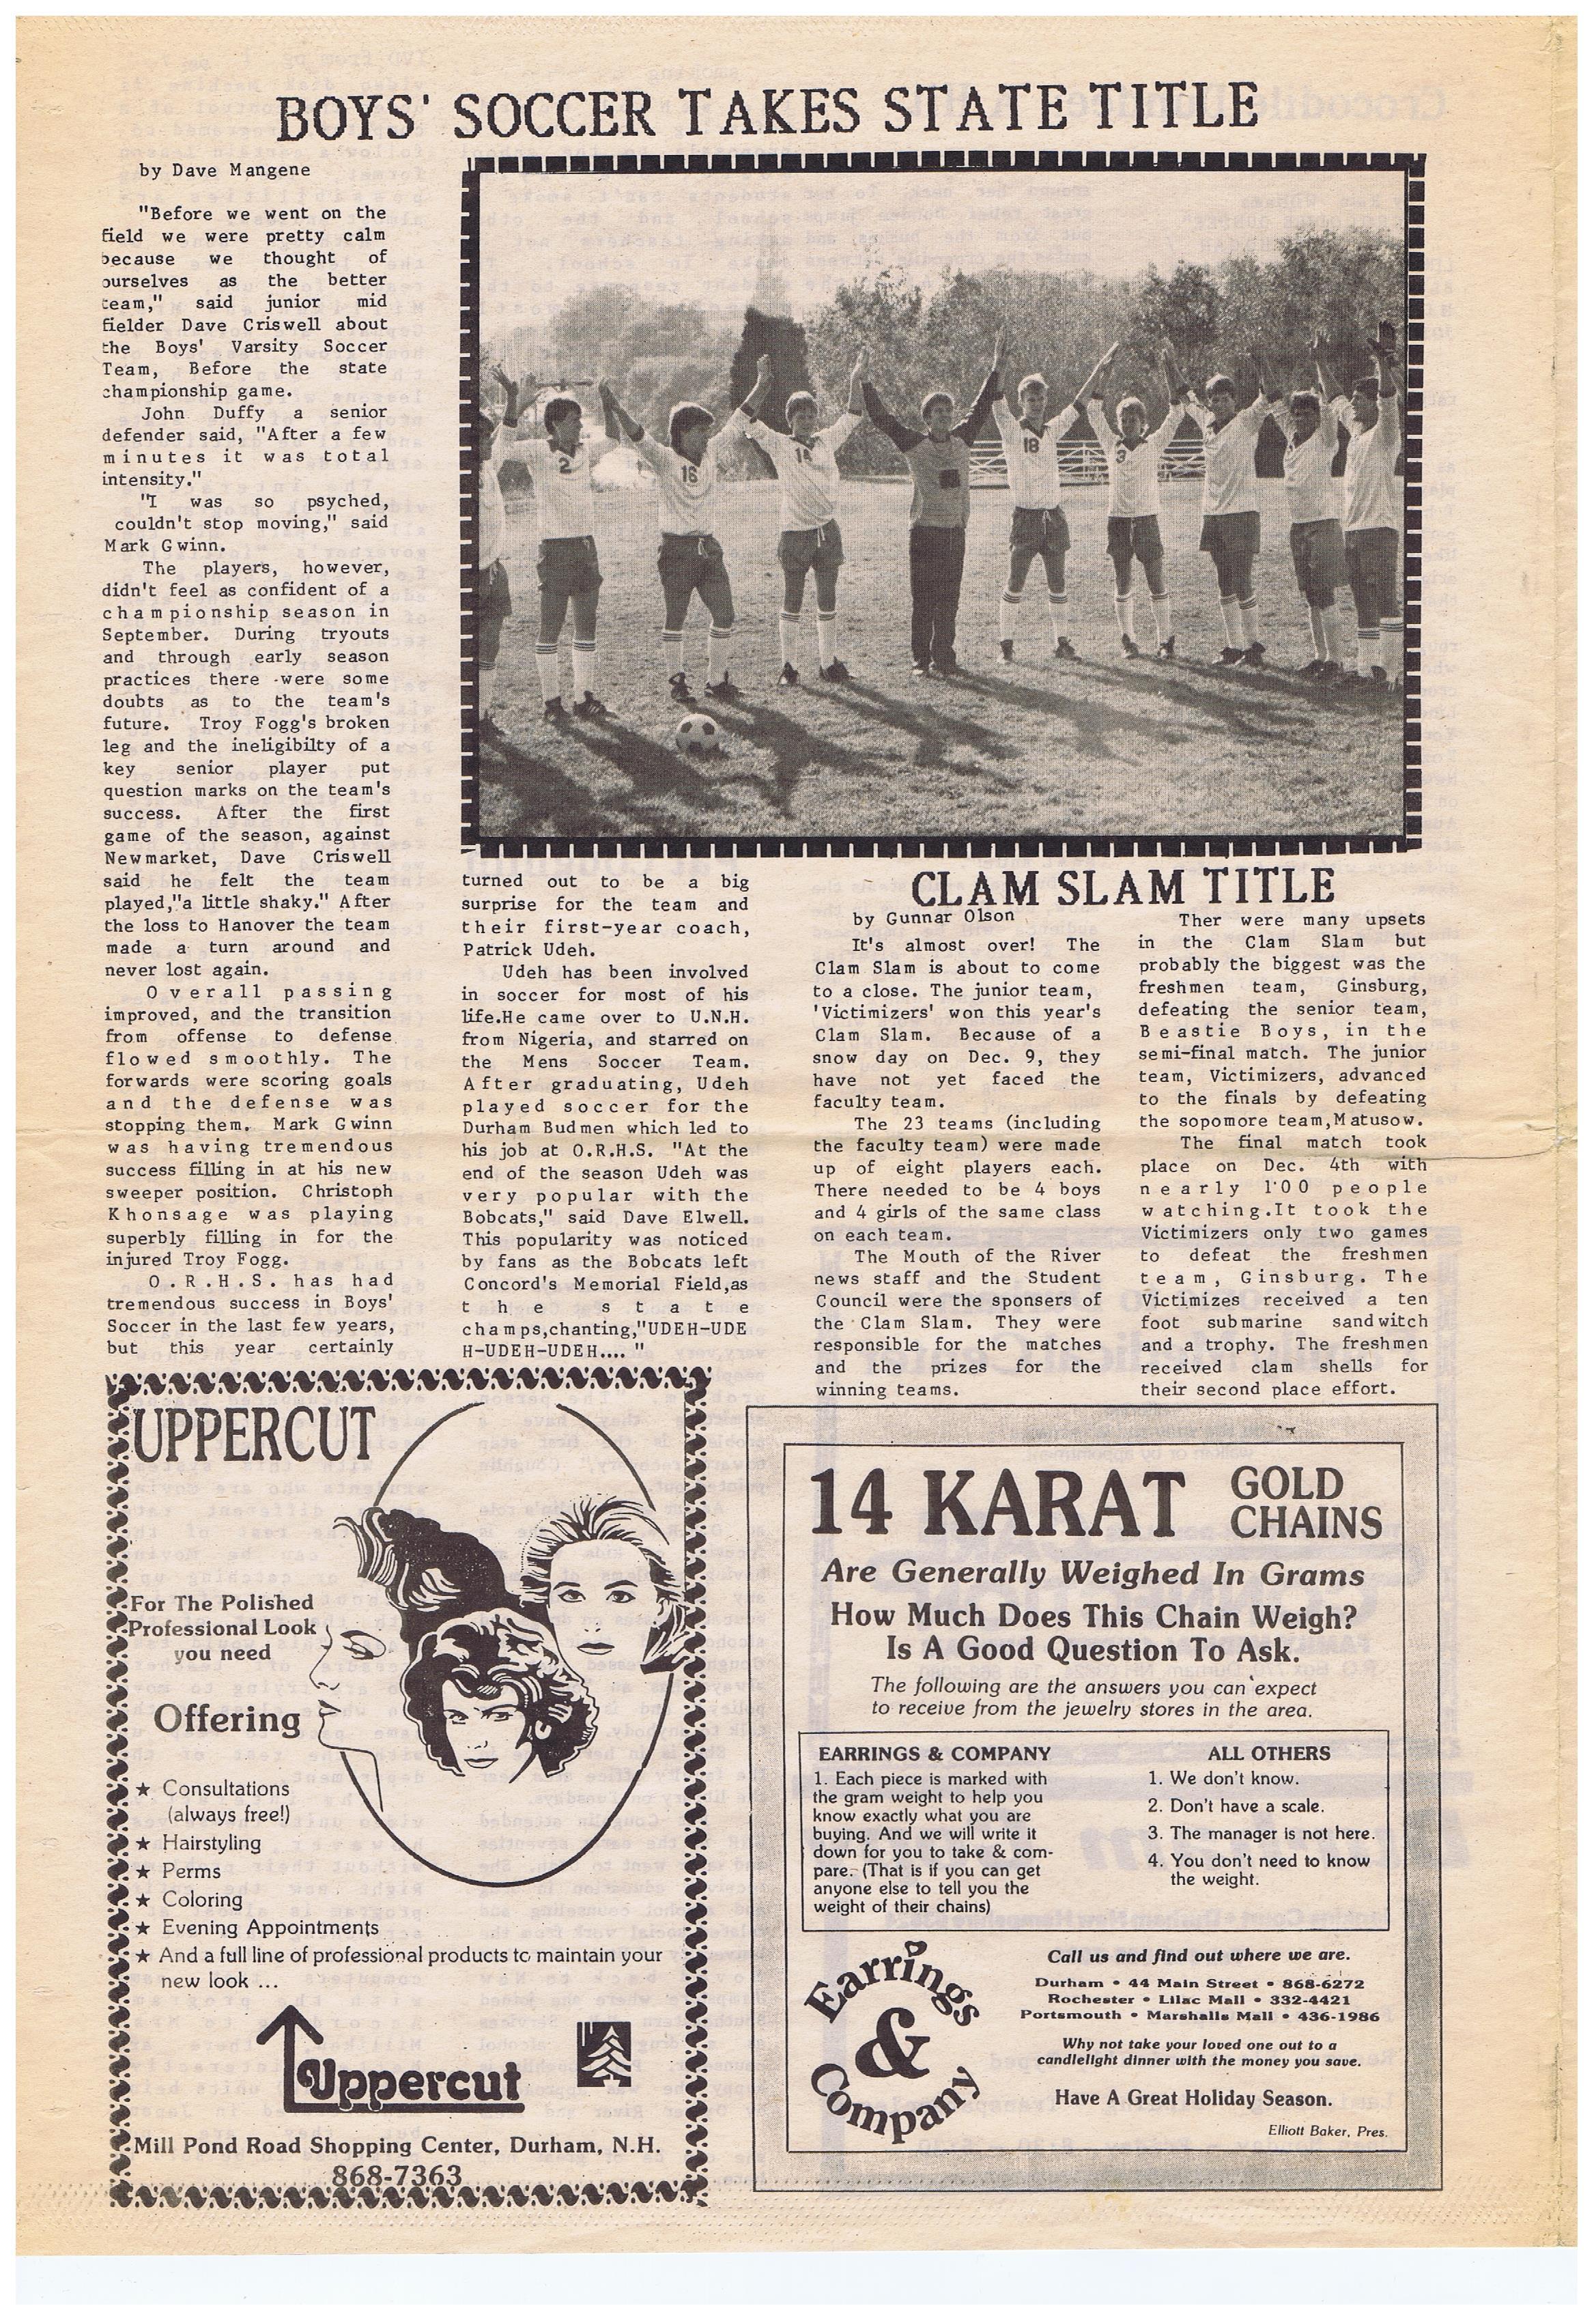 BOYS' SOCCER TAKES STATE TITLE
by Dave Mangene
"Before we went on the
field we were pretty calm
because we thought of
ourselves as the better
team," said junior mid
fielder Dave Criswell about
the Boys' Varsity Soccer
Team, Before the state
championship game.
John Duffy a senior
defender said, "After a few
minutes it was total
intensity."
"I was so psyched,
couldn't stop moving," said
Mark Gwinn.
The players, however,
didn't feel as confident of a
championship season in
September. During tryouts
and through early season
practices there were some
doubts as to the team's
future. Troy Fogg's broken
leg and the ineligibilty of a
key senior player put
question marks on the team's
success. After the first
game of the season, against
Newmarket, Dave Criswell
said he felt the team
played,"a little shaky." After
the loss to Hanover the team
made a turn around and
never lost again.
Overall passing
improved, and the transition
from offense to defense
flowed smoothly. The
forwards were scoring goals
and the defense was
stopping them. Mark Gwinn
was having tremendous
success filling in at his new
sweeper position. Christoph
Khonsage was playing
superbly filling in for the
injured Troy Fogg.
O.R.H.S. has had
tremendous success in Boys'
Soccer in the last few years,
but this year certainly
2
16
14
18
3
turned out to be a big
surprise for the team and
their first-year coach,
Patrick Udeh.
Udeh has been involved
in soccer for most of his
life.He came over to U.N.H.
from Nigeria, and starred on
the Mens Soccer Team.
After graduating, Udeh
played soccer for the
Durham Budmen which led to
his job at O.R.H.S. "At the
end of the season Udeh was
very popular with the
Bobcats," said Dave Elwell.
This popularity was noticed
by fans as the Bobcats left
Concord's Memorial Field,as
the state
champs,chanting,"UDEH-UDE
H-UDEH-UDEH.... "
CLAM SLAM TITLE
by Gunnar Olson
It's almost over! The
Clam Slam is about to come
to a close. The junior team,
'Victimizers' won this year's
Clam Slam. Because of a
snow day on Dec. 9, they
have not yet faced the
faculty team.
The 23 teams (including
the faculty team) were made
up of eight players each.
There needed to be 4 boys
and 4 girls of the same class
on each team.
The Mouth of the River
news staff and the Student
Council were the sponsers of
the Clam Slam. They were
responsible for the matches
and the prizes for the
winning teams.
Ther were many upsets
in the Clam Slam but
probably the biggest was the
freshmen team, Ginsburg,
defeating the senior team,
Beastie Boys, in the
semi-final match. The junior
team, Victimizers, advanced
to the finals by defeating
the sopomore team,Matusow.
The final match took
place on Dec. 4th with
nearly 100 people
watching.It took the
Victimizers only two games
to defeat the freshmen
team, Ginsburg. The
Victimizes received a ten
foot submarine sandwitch
and a trophy. The freshmen
received clam shells for
their second place effort.
UPPERCUT
For The Polished
Professional Look
you need
Offering
★ Consultations
(always free!)
★ Hairstyling
★ Perms
★ Coloring
★ Evening Appointments
★ And a full line of professional products to maintain your
new look ...
Uppercut
Mill Pond Road Shopping Center, Durham, N.H.
868-7363
14 KARAT GOLD
CHAINS
Are Generally Weighed In Grams
How Much Does This Chain Weigh?
Is A Good Question To Ask.
The following are the answers you can expect
to receive from the jewelry stores in the area.
EARRINGS & COMPANY
1. Each piece is marked with
the gram weight to help you
know exactly what you are
buying. And we will write it
down for you to take & com-
pare. (That is if you can get
anyone else to tell you the
weight of their chains)
ALL OTHERS
1. We don't know.
2. Don't have a scale.
3. The manager is not here.
4. You don't need to know
the weight.
Earrings
&
Company
Call us and find out where we are.
Durham • 44 Main Street • 868-6272
Rochester • Lilac Mall • 332-4421
Portsmouth • Marshalls Mall • 436-1986
Why not take your loved one out to a
candlelight dinner with the money you save.
Have A Great Holiday Season.
Elliott Baker, Pres.